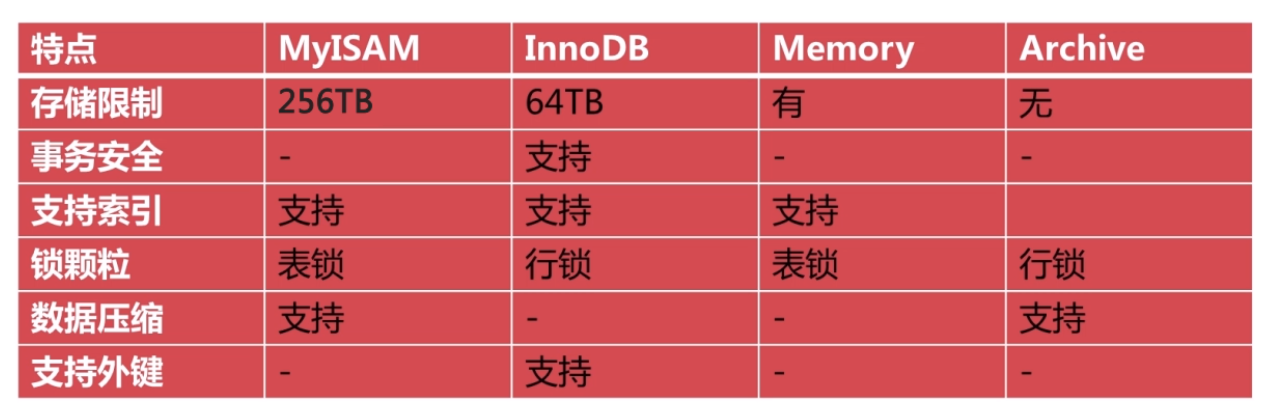 特点 MyISAM InnoDB Memory Archive
存储限制 256TB 64TB 有 无
事务安全 - 支持 - -
支持索引 支持 支持 支持
锁颗粒 表锁 行锁 表锁 行锁
数据压缩 支持 - - 支持
支持外键 - 支持 - -